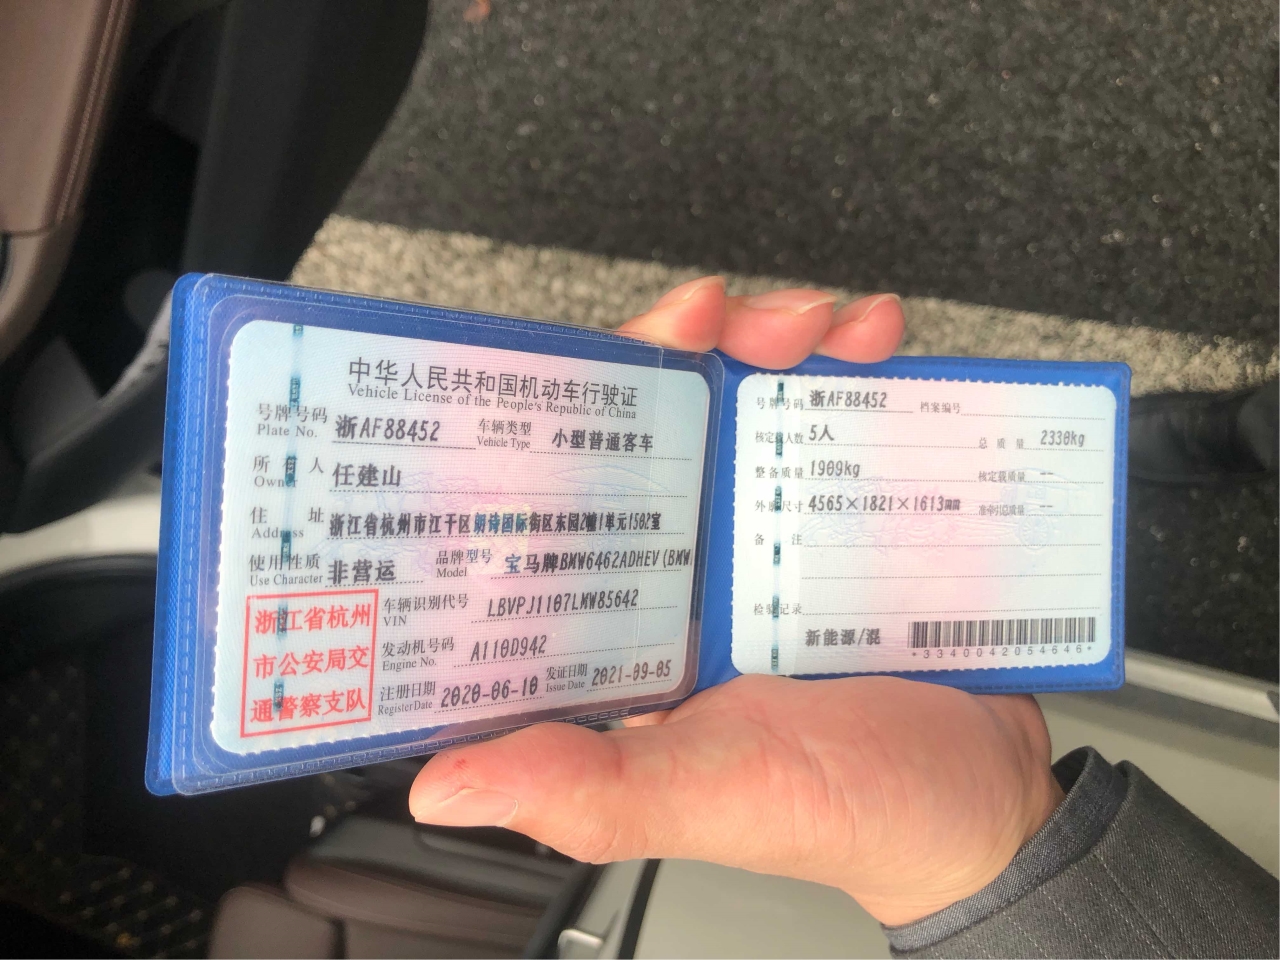 中华人民共和国机动车行驶证
Vehicle License of the People's Republic of China
号牌号码 浙AF88452 车辆类型 小型普通客车
Plate No. Vehicle Type
所有人 任建山
Owner
住址 浙江省杭州市江干区朗诗国际街区东园2幢1单元1502室
Address
使用性质 非营运 品牌型号 宝马牌BMW6462ADHEV(BMW
Use Character Model
浙江省杭州
市公安局交
通警察支队
车辆识别代号 LBVPJ1107LMW85642
VIN
发动机号码 A110D942
Engine No.
注册日期 2020-06-10 发证日期 2021-09-05
Register Date Issue Date
号牌号码 浙AF88452 档案编号
核定载人数 5人 总质量 2330kg
整备质量 1909kg 核定载质量 --
外廓尺寸 4565×1821×1613mm 准牵引总质量 --
备注
检验记录
新能源/混
*3340042054646*